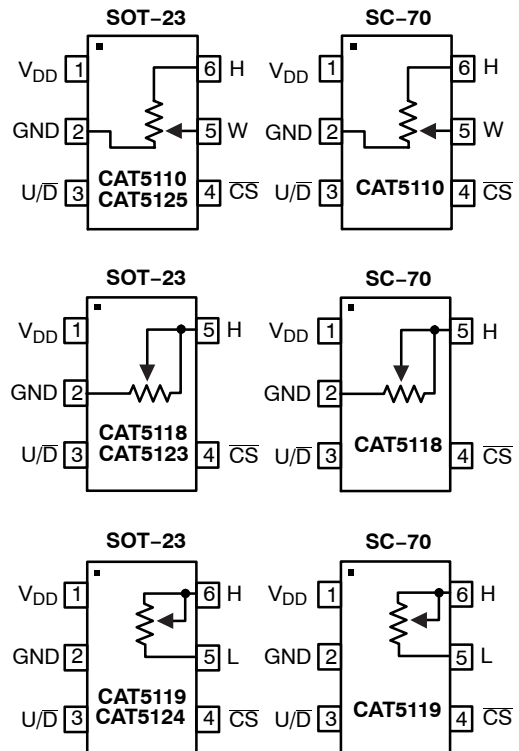 SOT–23
V_DD 1
6 H
GND 2
5 W
U/D̅ 3
4 C̅S̅
CAT5110
CAT5125
SC–70
V_DD 1
6 H
GND 2
5 W
U/D̅ 3
4 C̅S̅
CAT5110
SOT–23
V_DD 1
5 H
GND 2
U/D̅ 3
4 C̅S̅
CAT5118
CAT5123
SC–70
V_DD 1
5 H
GND 2
U/D̅ 3
4 C̅S̅
CAT5118
SOT–23
V_DD 1
6 H
GND 2
5 L
U/D̅ 3
4 C̅S̅
CAT5119
CAT5124
SC–70
V_DD 1
6 H
GND 2
5 L
U/D̅ 3
4 C̅S̅
CAT5119